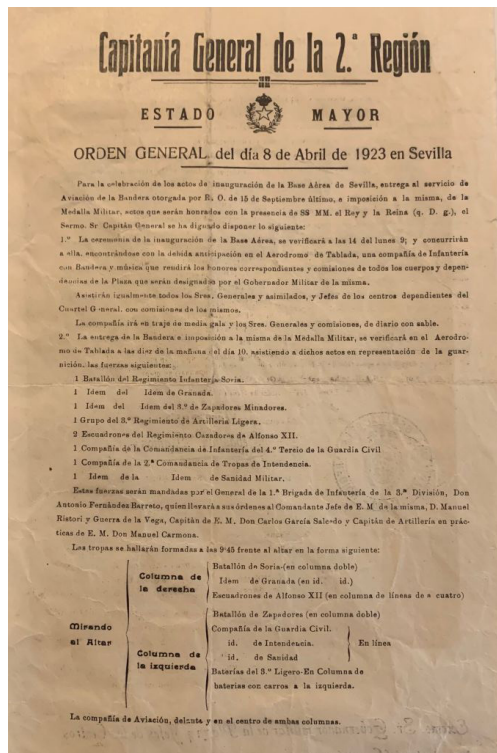 Capitanía General de la 2.ª Región
ESTADO MAYOR
ORDEN GENERAL del día 8 de Abril de 1923 en Sevilla
Para la celebración de los actos de inauguración de la Base Aérea de Sevilla, entrega al servicio de
Aviación de la Bandera otorgada por R. O. de 15 de Septiembre último, e imposición a la misma, de la
Medalla Militar, actos que serán honrados con la presencia de SS MM. el Rey y la Reina (q. D. g.), el
Sermo. Sr Capitán General se ha dignado disponer lo siguiente:
1.º La ceremonia de la inauguración de la Base Aérea, se verificará a las 14 del lunes 9; y concurrirán
a ella, encontrándose con la debida anticipación en el Aerodromo de Tablada, una compañía de Infantería
con Bandera y música que rendirá los honores correspondientes y comisiones de todos los cuerpos y depen-
dencias de la Plaza que serán designados por el Gobernador Militar de la misma.
Asistirán igualmente todos los Sres. Generales y asimilados, y Jefes de los centros dependientes del
Cuartel General, con comisiones de los mismos.
La compañía irá en traje de media gala y los Sres. Generales y comisiones, de diario con sable.
2.º La entrega de la Bandera e imposición a la misma de la Medalla Militar, se verificará en el Aerodro-
mo de Tablada a las diez de la mañana del día 10, asistiendo a dichos actos en representación de la guar-
nición, las fuerzas siguientes:
1 Batallón del Regimiento Infantería Soria.
1 Idem del Idem de Granada.
1 Idem del Idem del 3.º de Zapadores Minadores.
1 Grupo del 3.º Regimiento de Artillería Ligera.
2 Escuadrones del Regimiento Cazadores de Alfonso XII.
1 Compañía de la Comandancia de Infantería del 4.º Tercio de la Guardia Civil
1 Compañía de la 2.ª Comandancia de Tropas de Intendencia.
1 Idem de la Idem de Sanidad Militar.
Estas fuerzas serán mandadas por el General de la 1.ª Brigada de Infantería de la 3.ª División, Don
Antonio Fernández Barreto, quien llevará a sus órdenes al Comandante Jefe de E. M. de la misma, D. Manuel
Ristori y Guerra de la Vega, Capitán de E. M. Don Carlos García Salcedo y Capitán de Artillería en prác-
ticas de E. M. Don Manuel Carmona.
Las tropas se hallarán formadas a las 9'45 frente al altar en la forma siguiente:
Mirando al Altar
Columna de la derecha
Batallón de Soria-(en columna doble)
Idem de Granada (en id. id.)
Escuadrones de Alfonso XII (en columna de líneas de a cuatro)
Columna de la izquierda
Batallón de Zapadores (en columna doble)
Compañía de la Guardia Civil.
id. de Intendencia. En línea
id. de Sanidad
Baterías del 3.º Ligero-En Columna de
baterias con carros a la izquierda.
La compañía de Aviación, delante y en el centro de ambas columnas.